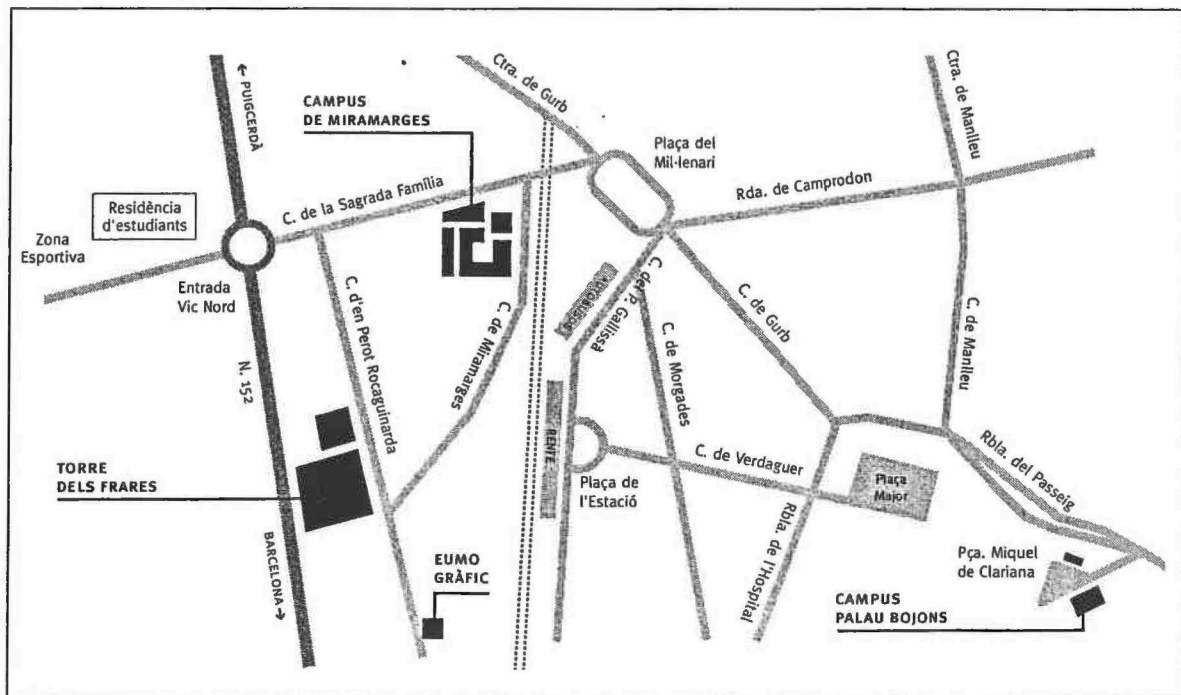 ← PUIGCERDÀ
CAMPUS
DE MIRAMARGES
Ctra. de Gurb
Ctra. de Manlleu
Plaça del
Mil·lenari
Rda. de Camprodon
C. de la Sagrada Família
Residència
d'estudiants
Zona
Esportiva
Entrada
Vic Nord
N. 152
C. d'en Perot Rocaguinarda
C. de Miramarges
AUTOBUSOS
C. del P. Gallissà
C. de Morgades
C. de Gurb
C. de Manlleu
RENFE
Plaça de
l'Estació
C. de Verdaguer
Plaça
Major
Rbla. del Passeig
Rbla. de l'Hospital
TORRE
DELS FRARES
BARCELONA →
EUMO
GRÀFIC
Pça. Miquel
de Clariana
CAMPUS
PALAU BOJONS